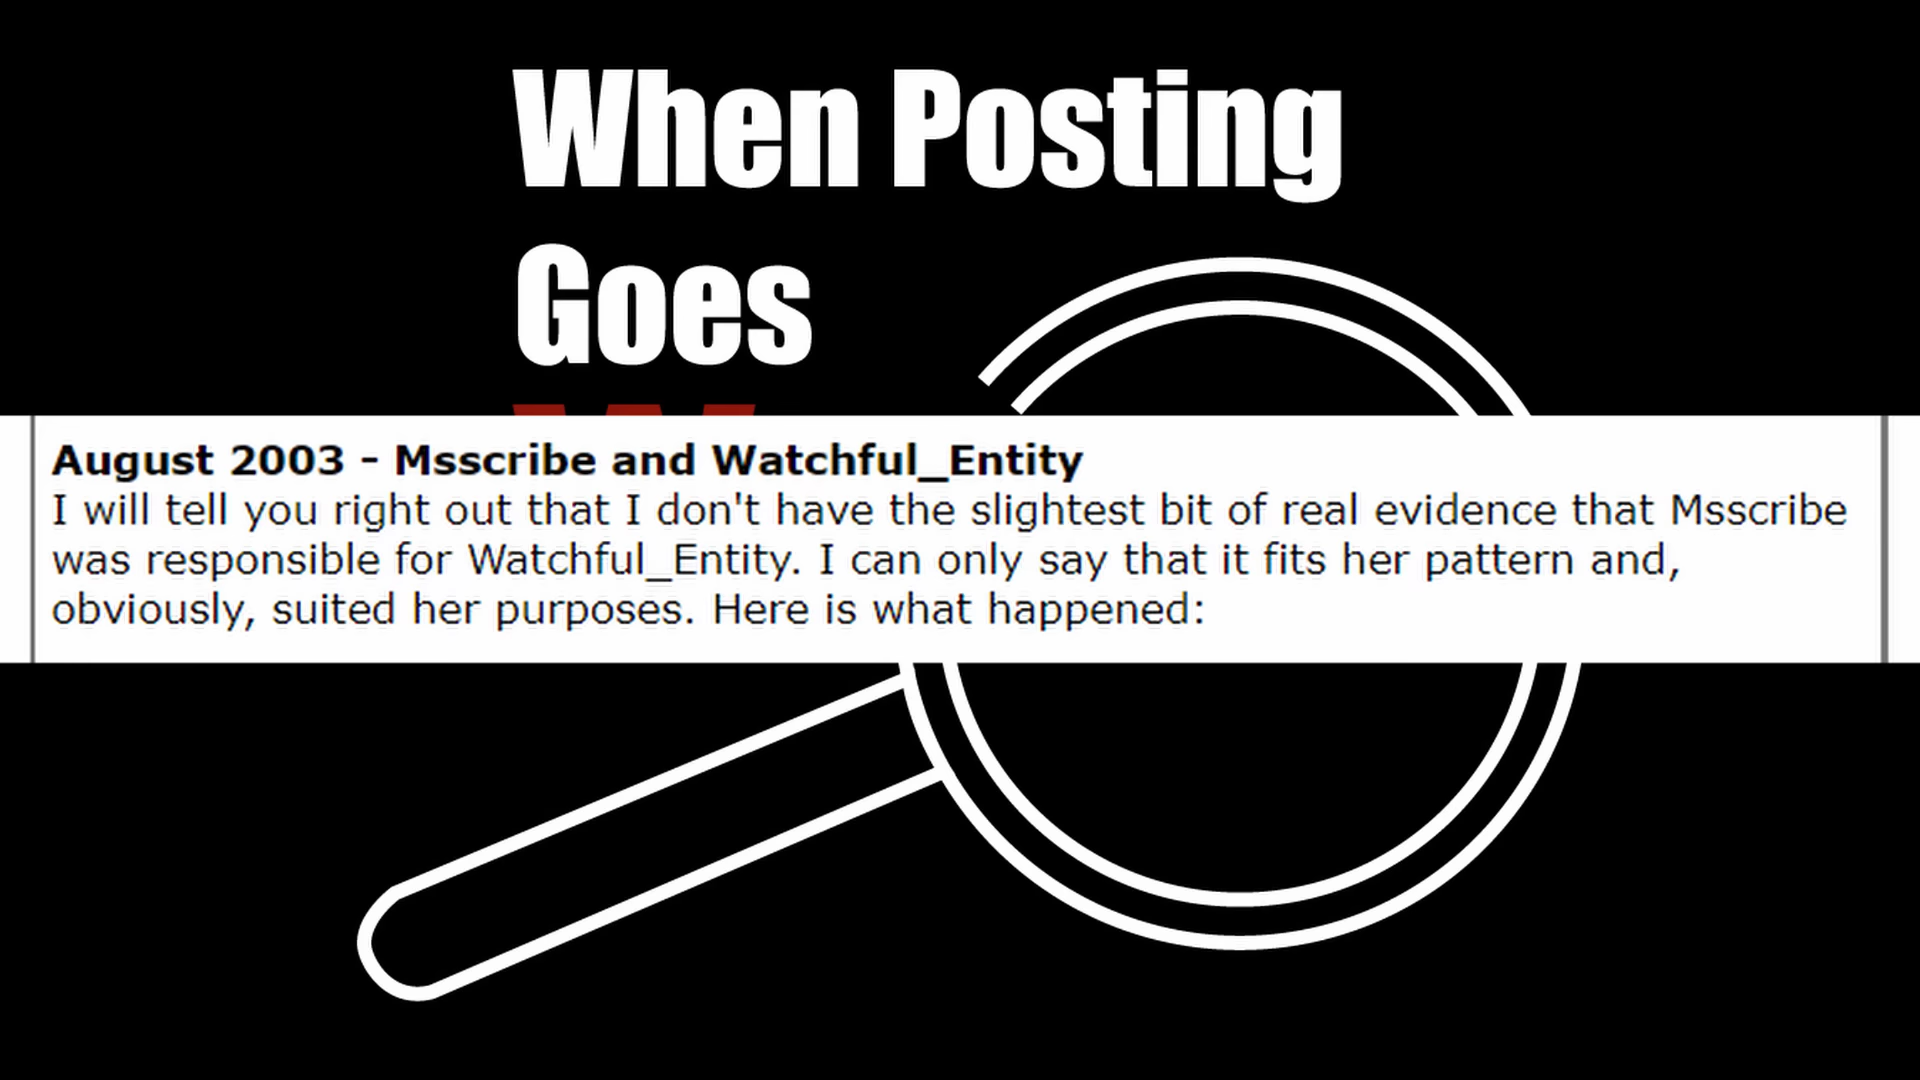 When Posting
Goes
August 2003 - Msscribe and Watchful_Entity
I will tell you right out that I don't have the slightest bit of real evidence that Msscribe
was responsible for Watchful_Entity. I can only say that it fits her pattern and,
obviously, suited her purposes. Here is what happened: